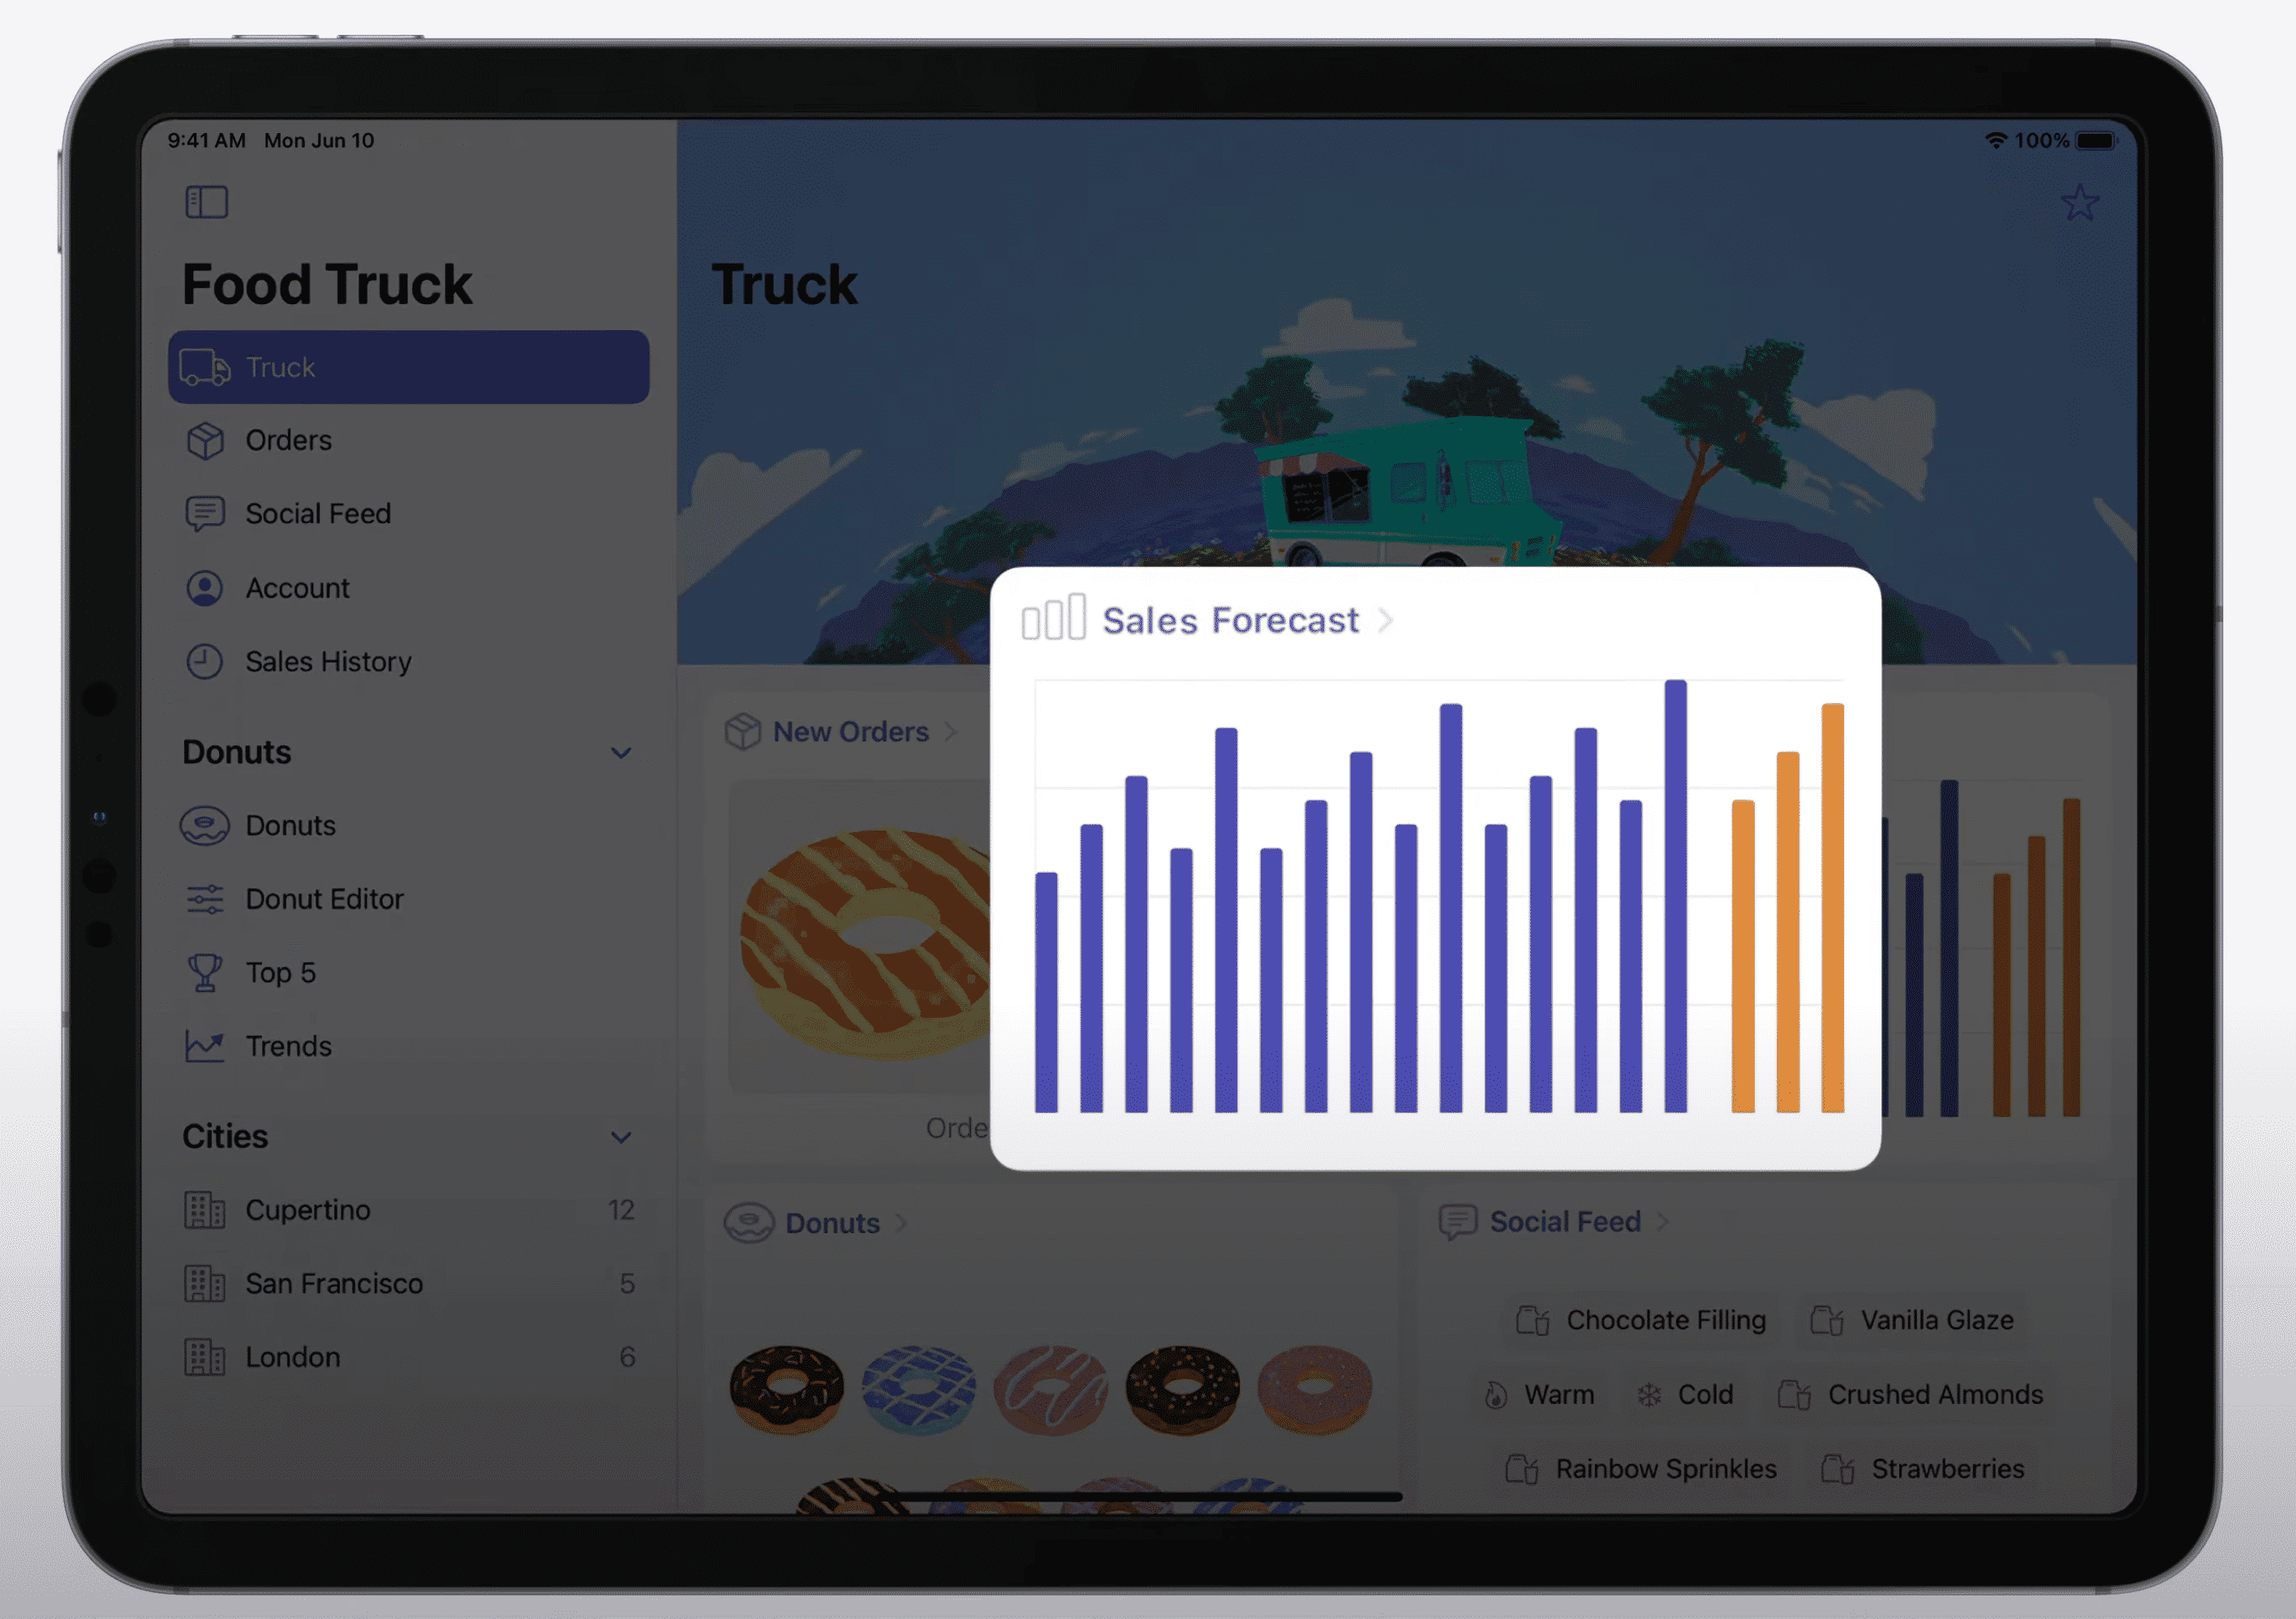 9:41 AM Mon Jun 10
100%
Food Truck
Truck
Orders
Social Feed
Account
Sales History
Donuts
Donuts
Donut Editor
Top 5
Trends
Cities
Cupertino 12
San Francisco 5
London 6
Truck
New Orders
Sales Forecast
Donuts
Social Feed
Chocolate Filling Vanilla Glaze
Warm Cold Crushed Almonds
Rainbow Sprinkles Strawberries